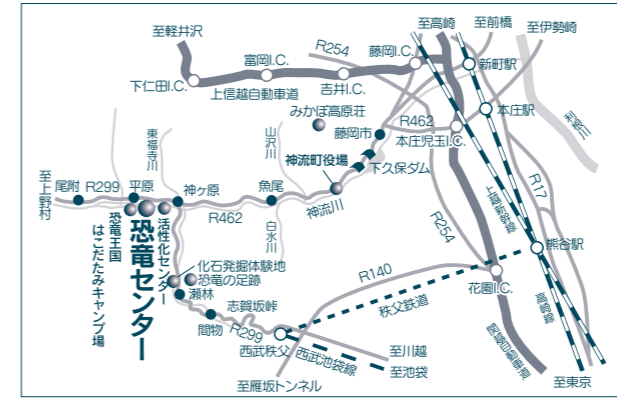 至軽井沢
富岡I.C.
R254
藤岡I.C.
至高崎
至前橋
至伊勢崎
下仁田I.C.
上信越自動車道
吉井I.C.
新町駅
みかぼ高原荘
本庄駅
利根川
藤岡市
R462
本庄児玉I.C.
東福寺川
山沢川
神流町役場
下久保ダム
至上野村
尾附
R299
平原
神ヶ原
魚尾
神流川
R462
白水川
上越新幹線
R17
R254
恐竜王国
はこだたみキャンプ場
恐竜センター
活性化センター
化石発掘体験地
恐竜の足跡
瀬林
間物
志賀坂峠
R299
R140
秩父鉄道
熊谷駅
花園I.C.
高崎線
関越自動車道
西武秩父
西武池袋線
至川越
至池袋
至雁坂トンネル
至東京